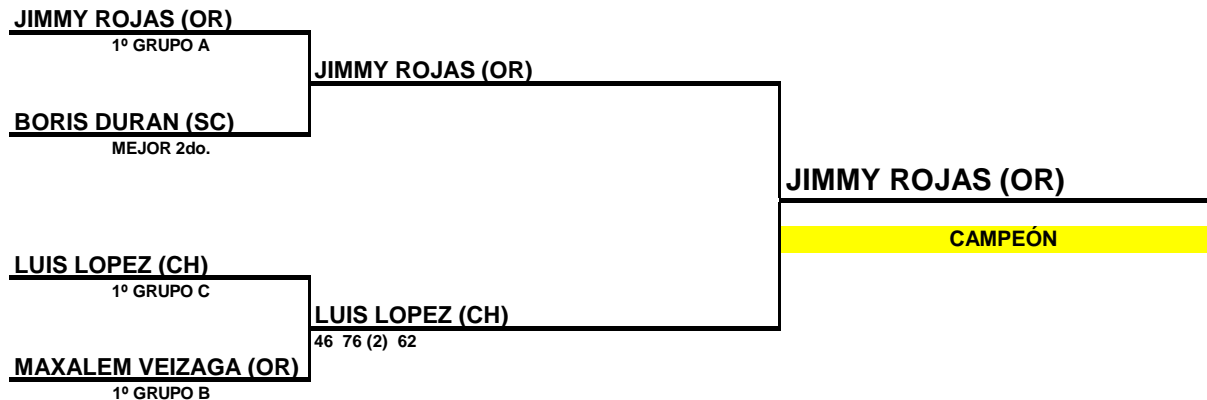 JIMMY ROJAS (OR)
1º GRUPO A
JIMMY ROJAS (OR)
BORIS DURAN (SC)
MEJOR 2do.
JIMMY ROJAS (OR)
CAMPEÓN
LUIS LOPEZ (CH)
1º GRUPO C
LUIS LOPEZ (CH)
46 76 (2) 62
MAXALEM VEIZAGA (OR)
1º GRUPO B